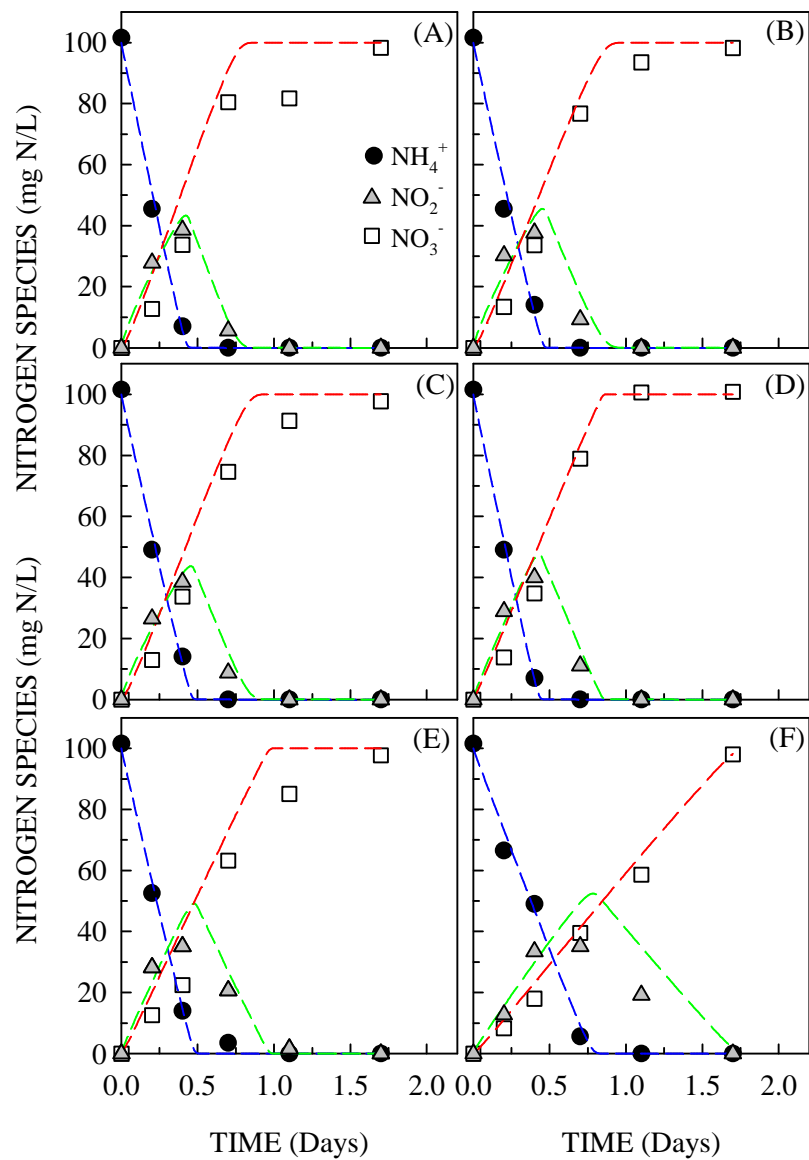 (A)
(B)
100
80
60
40
20
0
NH₄⁺
NO₂⁻
NO₃⁻
NITROGEN SPECIES (mg N/L)
(C)
(D)
100
80
60
40
20
0
NITROGEN SPECIES (mg N/L)
(E)
(F)
100
80
60
40
20
0
0.0 0.5 1.0 1.5 2.0
0.0 0.5 1.0 1.5 2.0
TIME (Days)
TIME (Days)